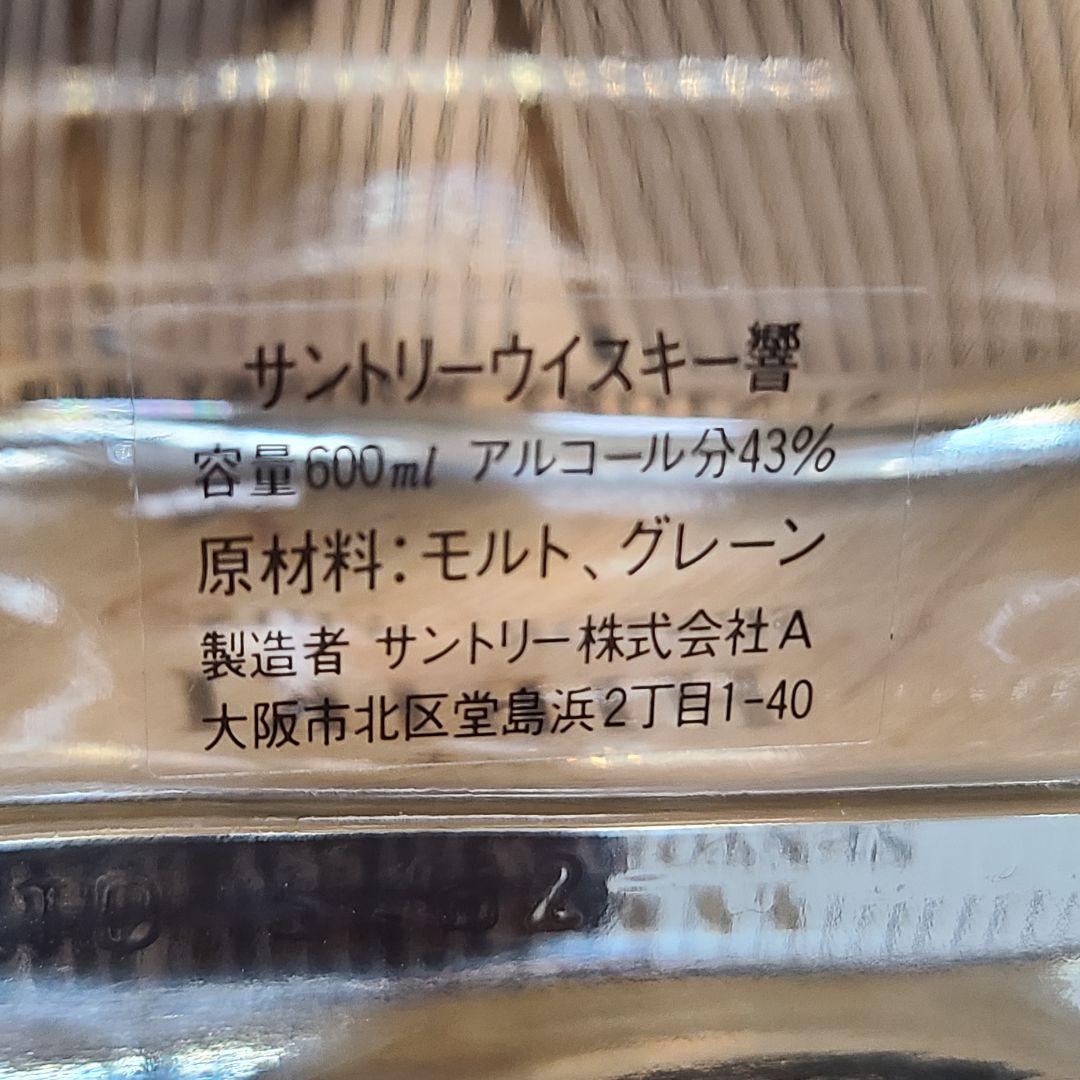 サントリーウイスキー響
容量600ml アルコール分43%
原材料：モルト、グレーン
製造者 サントリー株式会社A
大阪市北区堂島浜2丁目1-40